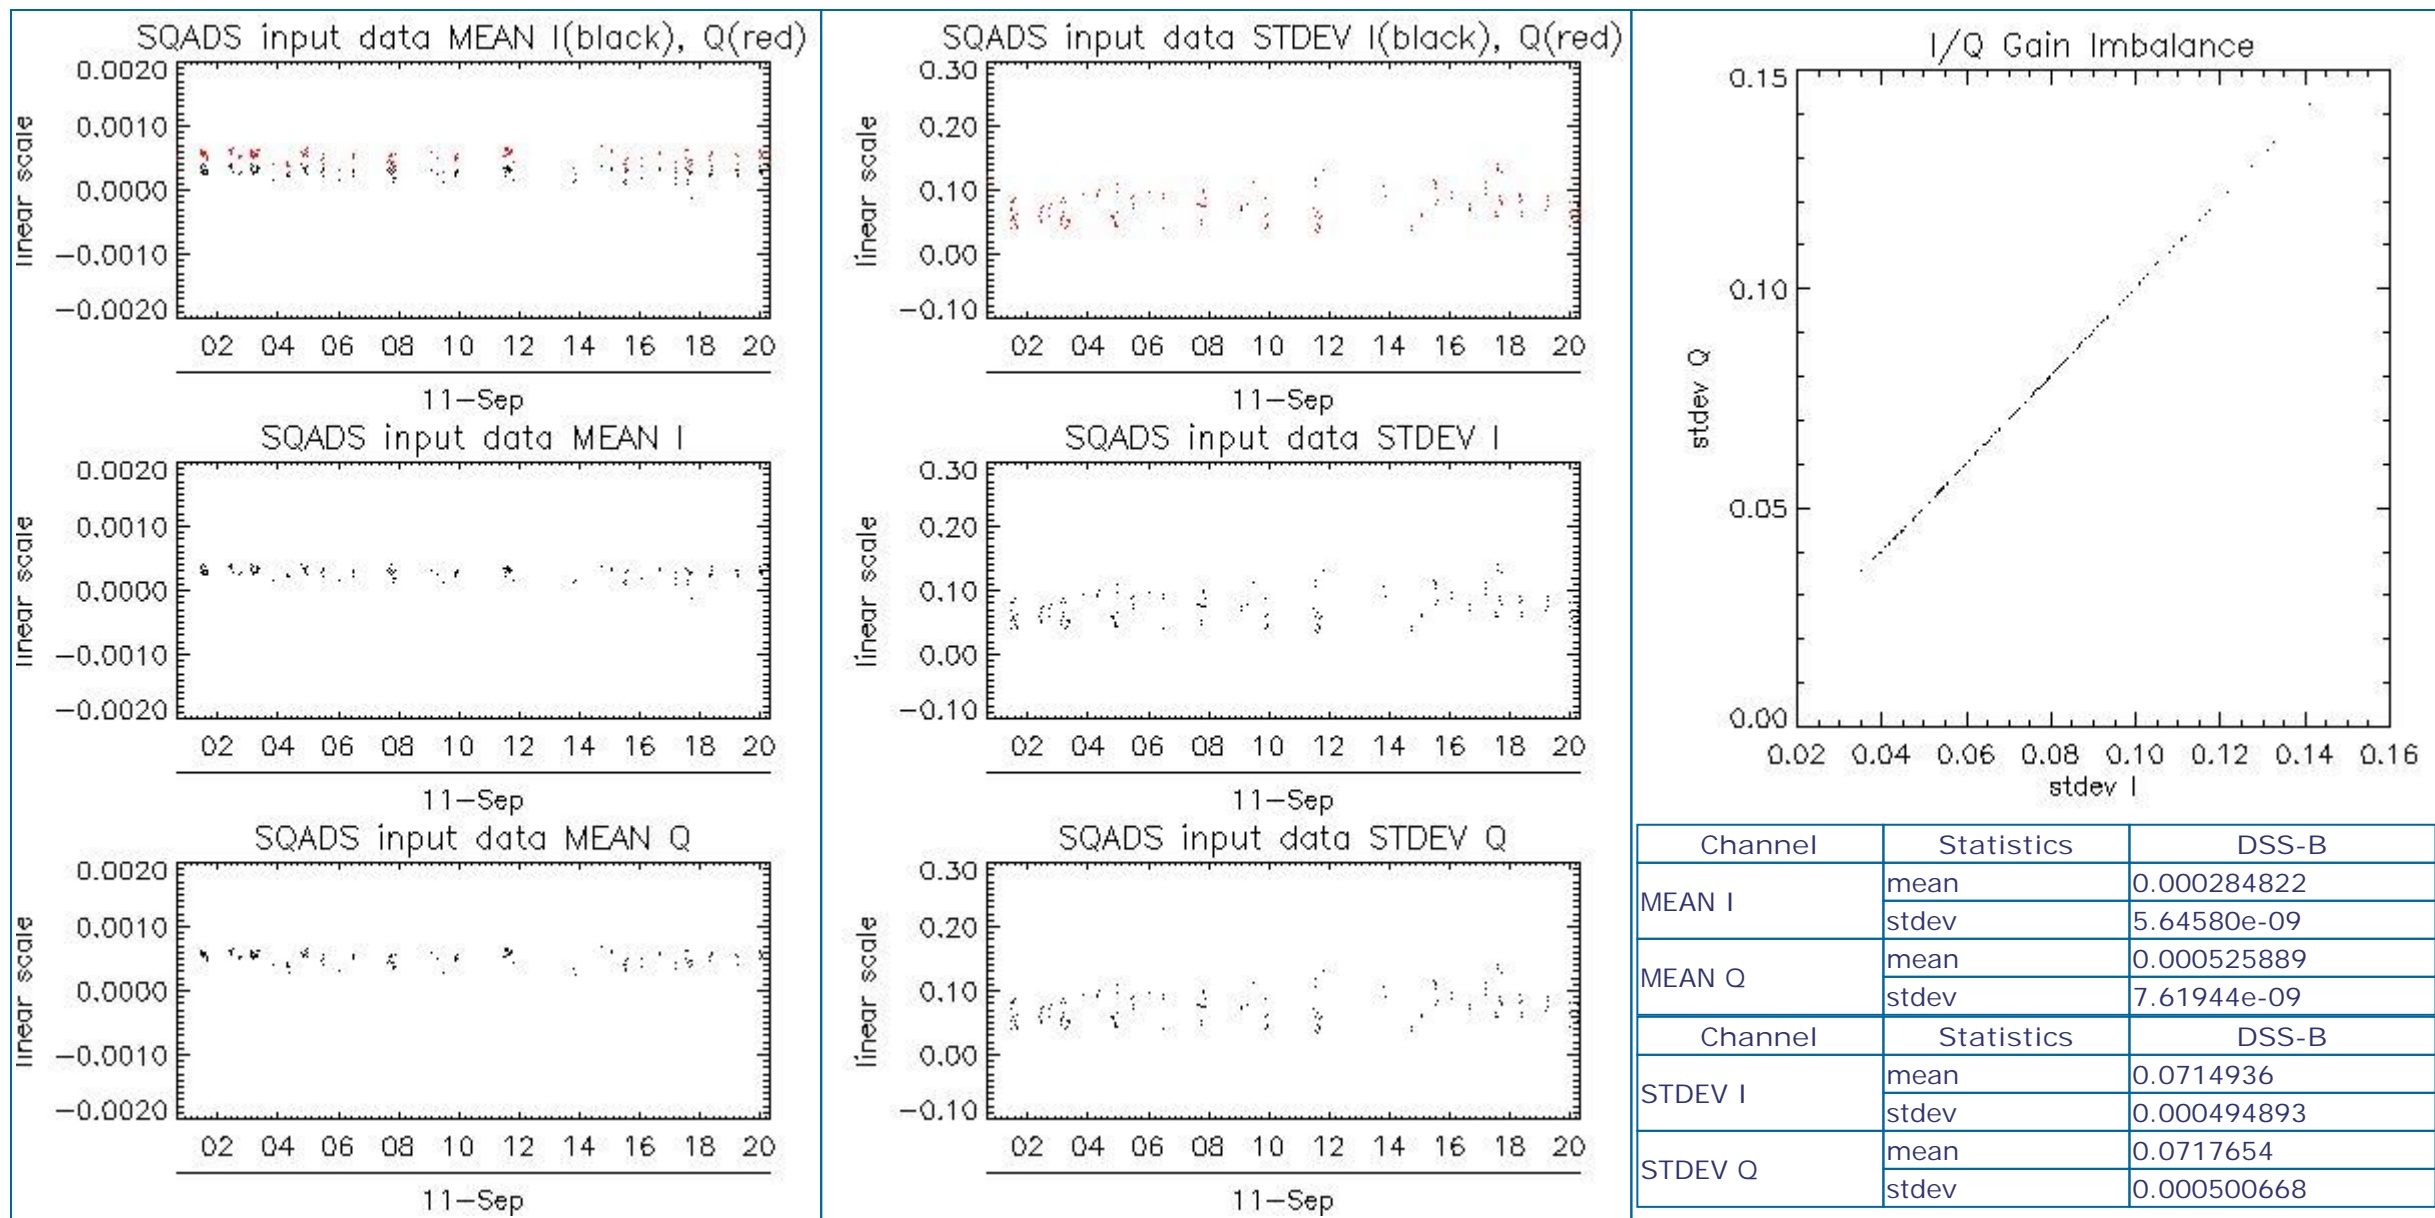 SQADS input data MEAN I(black), Q(red)
linear scale
0.0020
0.0010
0.0000
−0.0010
−0.0020
02 04 06 08 10 12 14 16 18 20
11−Sep
SQADS input data MEAN I
linear scale
0.0020
0.0010
0.0000
−0.0010
−0.0020
02 04 06 08 10 12 14 16 18 20
11−Sep
SQADS input data MEAN Q
linear scale
0.0020
0.0010
0.0000
−0.0010
−0.0020
02 04 06 08 10 12 14 16 18 20
11−Sep
SQADS input data STDEV I(black), Q(red)
linear scale
0.30
0.20
0.10
0.00
−0.10
02 04 06 08 10 12 14 16 18 20
11−Sep
SQADS input data STDEV I
linear scale
0.30
0.20
0.10
0.00
−0.10
02 04 06 08 10 12 14 16 18 20
11−Sep
SQADS input data STDEV Q
linear scale
0.30
0.20
0.10
0.00
−0.10
02 04 06 08 10 12 14 16 18 20
11−Sep
I/Q Gain Imbalance
stdev Q
0.15
0.10
0.05
0.00
0.02 0.04 0.06 0.08 0.10 0.12 0.14 0.16
stdev I
Channel Statistics DSS-B
MEAN I mean 0.000284822
stdev 5.64580e-09
MEAN Q mean 0.000525889
stdev 7.61944e-09
Channel Statistics DSS-B
STDEV I mean 0.0714936
stdev 0.000494893
STDEV Q mean 0.0717654
stdev 0.000500668